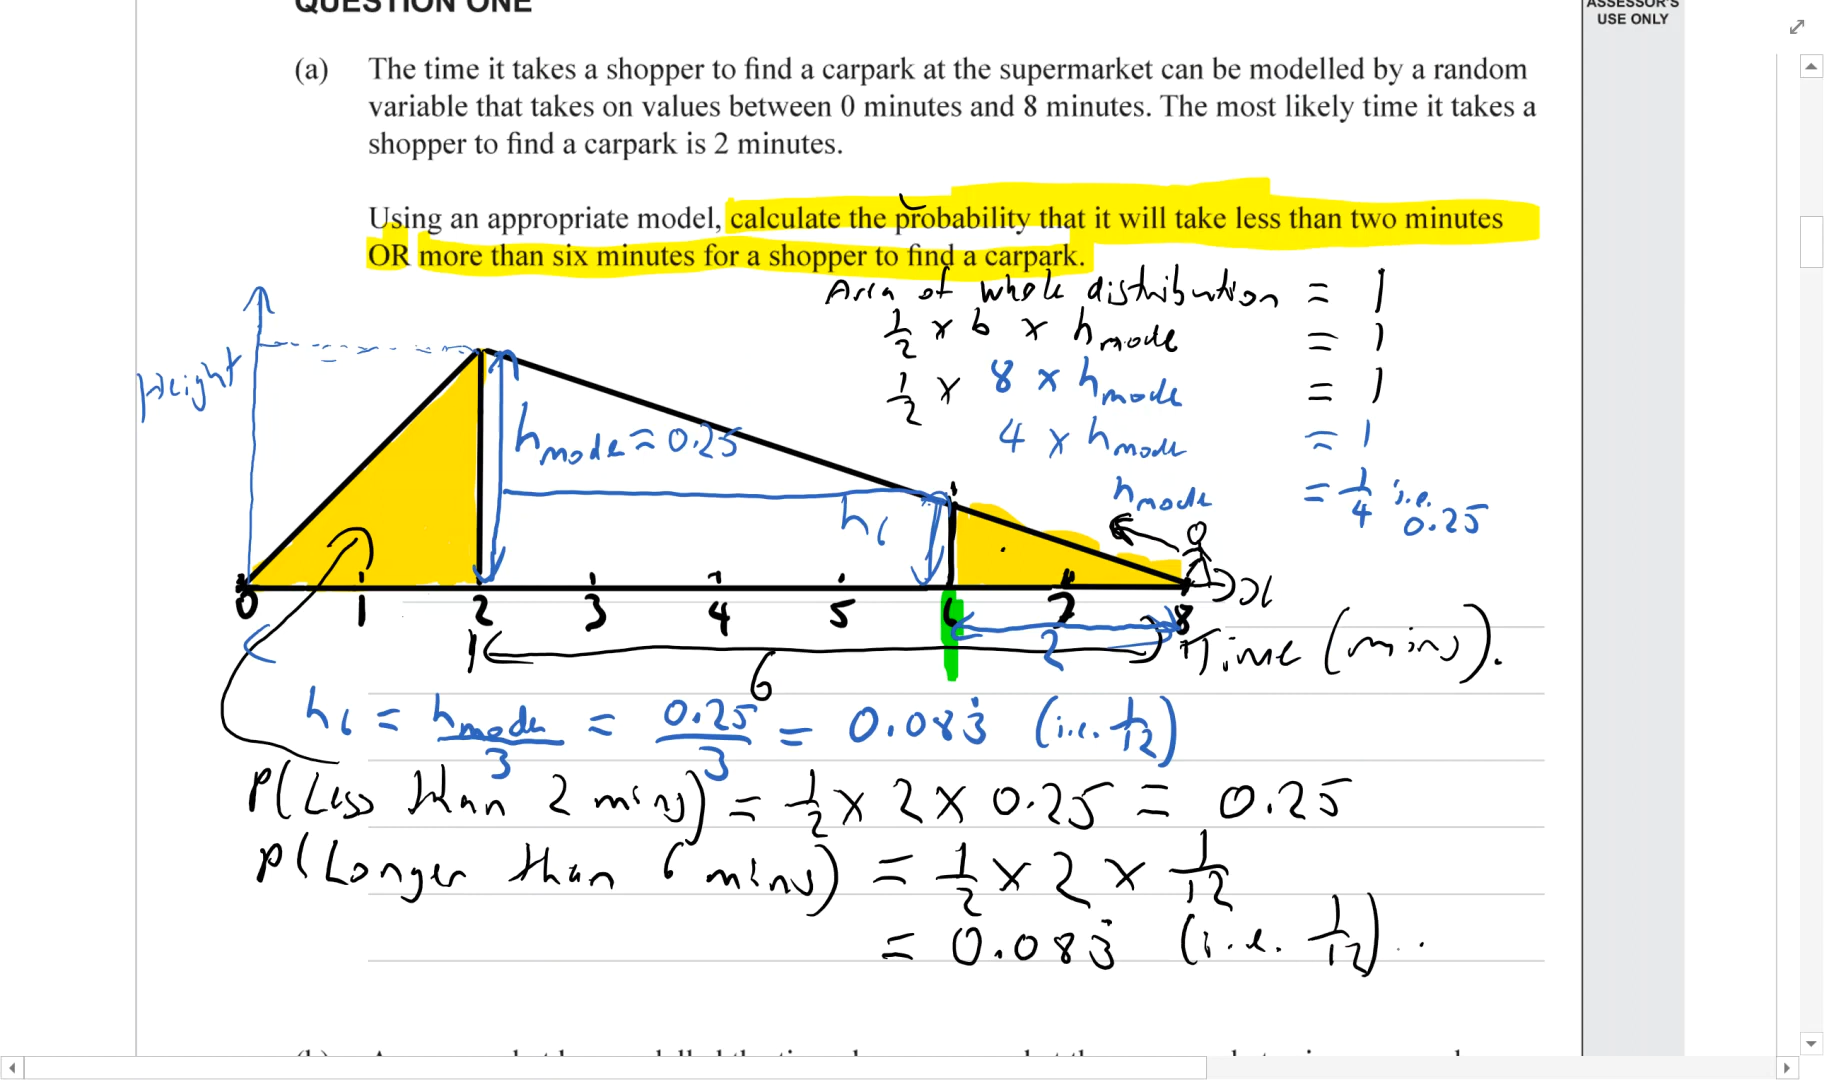 QUESTION ONE
ASSESSOR'S
USE ONLY
(a) The time it takes a shopper to find a carpark at the supermarket can be modelled by a random
variable that takes on values between 0 minutes and 8 minutes. The most likely time it takes a
shopper to find a carpark is 2 minutes.
Using an appropriate model, calculate the probability that it will take less than two minutes
OR more than six minutes for a shopper to find a carpark.
Area of whole distribution = 1
½ × b × h mode = 1
½ × 8 × h mode = 1
4 × h mode = 1
h mode = ¼ i.e. 0.25
Height
h mode = 0.25
h6
0 1 2 3 4 5 6 7 8
x
2
Time (mins).
6
h6 = h mode / 3 = 0.25 / 3 = 0.083̇ (i.e. 1/12)
P(Less than 2 mins) = ½ × 2 × 0.25 = 0.25
P(Longer than 6 mins) = ½ × 2 × 1/12
= 0.083̇ (i.e. 1/12)..